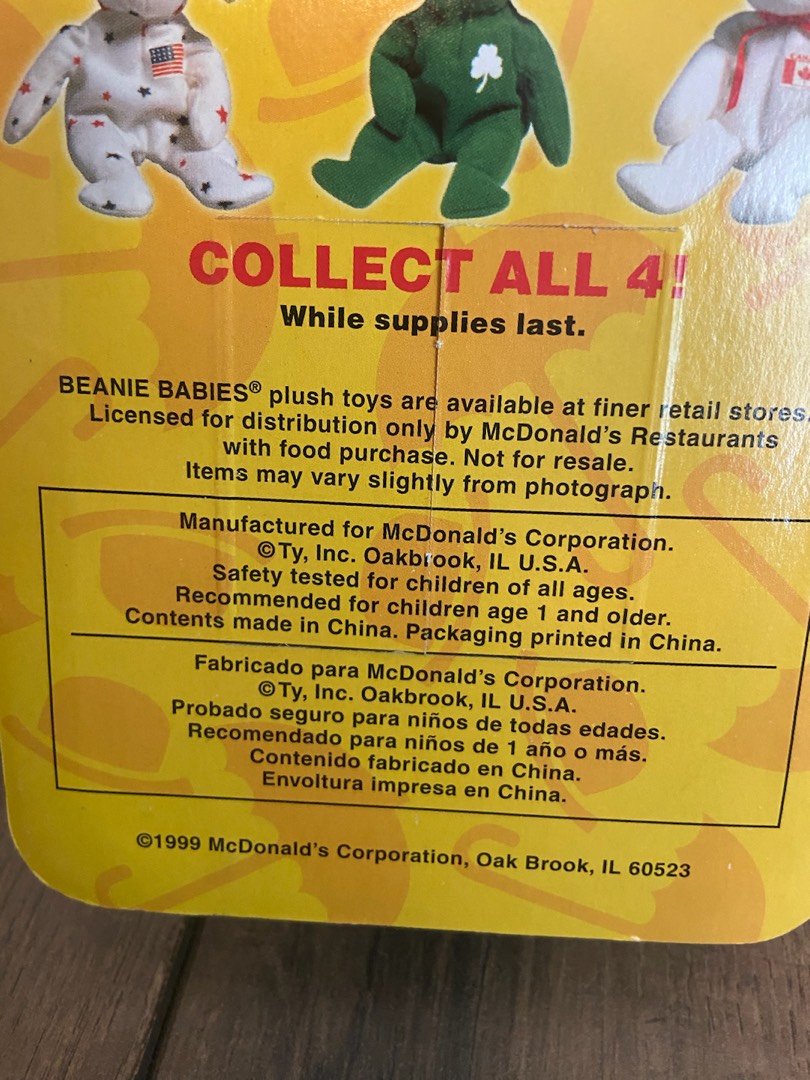 COLLECT ALL 4!
While supplies last.
BEANIE BABIES® plush toys are available at finer retail stores.
Licensed for distribution only by McDonald's Restaurants
with food purchase. Not for resale.
Items may vary slightly from photograph.
Manufactured for McDonald's Corporation.
©Ty, Inc. Oakbrook, IL U.S.A.
Safety tested for children of all ages.
Recommended for children age 1 and older.
Contents made in China. Packaging printed in China.
Fabricado para McDonald's Corporation.
©Ty, Inc. Oakbrook, IL U.S.A.
Probado seguro para niños de todas edades.
Recomendado para niños de 1 año o más.
Contenido fabricado en China.
Envoltura impresa en China.
©1999 McDonald's Corporation, Oak Brook, IL 60523